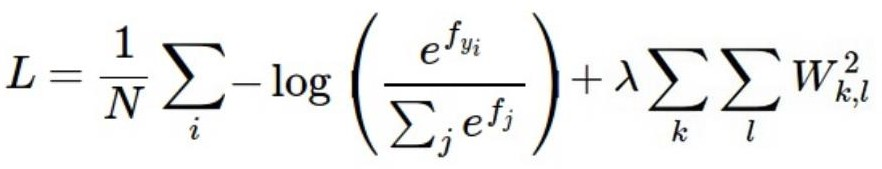 L = \frac{1}{N} \sum_i - \log \left( \frac{e^{f_{y_i}}}{\sum_j e^{f_j}} \right) + \lambda \sum_k \sum_l W_{k,l}^2